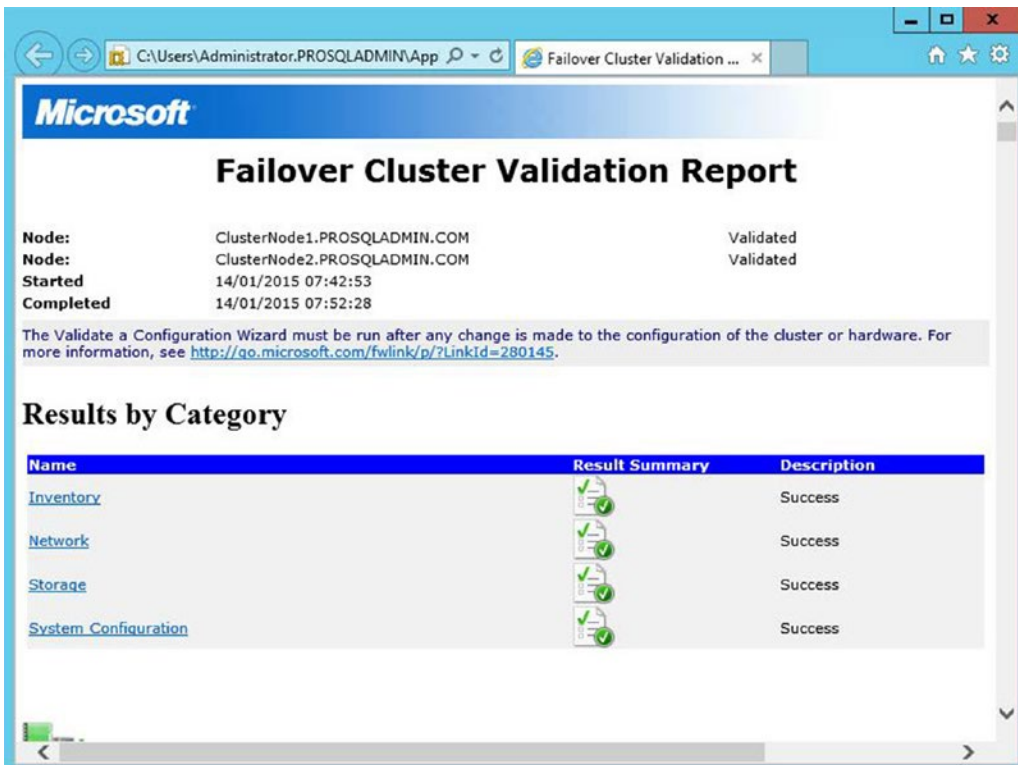 C:\Users\Administrator.PROSQLADMIN\App
Failover Cluster Validation ...
Microsoft
Failover Cluster Validation Report
Node: ClusterNode1.PROSQLADMIN.COM Validated
Node: ClusterNode2.PROSQLADMIN.COM Validated
Started 14/01/2015 07:42:53
Completed 14/01/2015 07:52:28
The Validate a Configuration Wizard must be run after any change is made to the configuration of the cluster or hardware. For
more information, see http://go.microsoft.com/fwlink/p/?LinkId=280145.
Results by Category
Name Result Summary Description
Inventory Success
Network Success
Storage Success
System Configuration Success